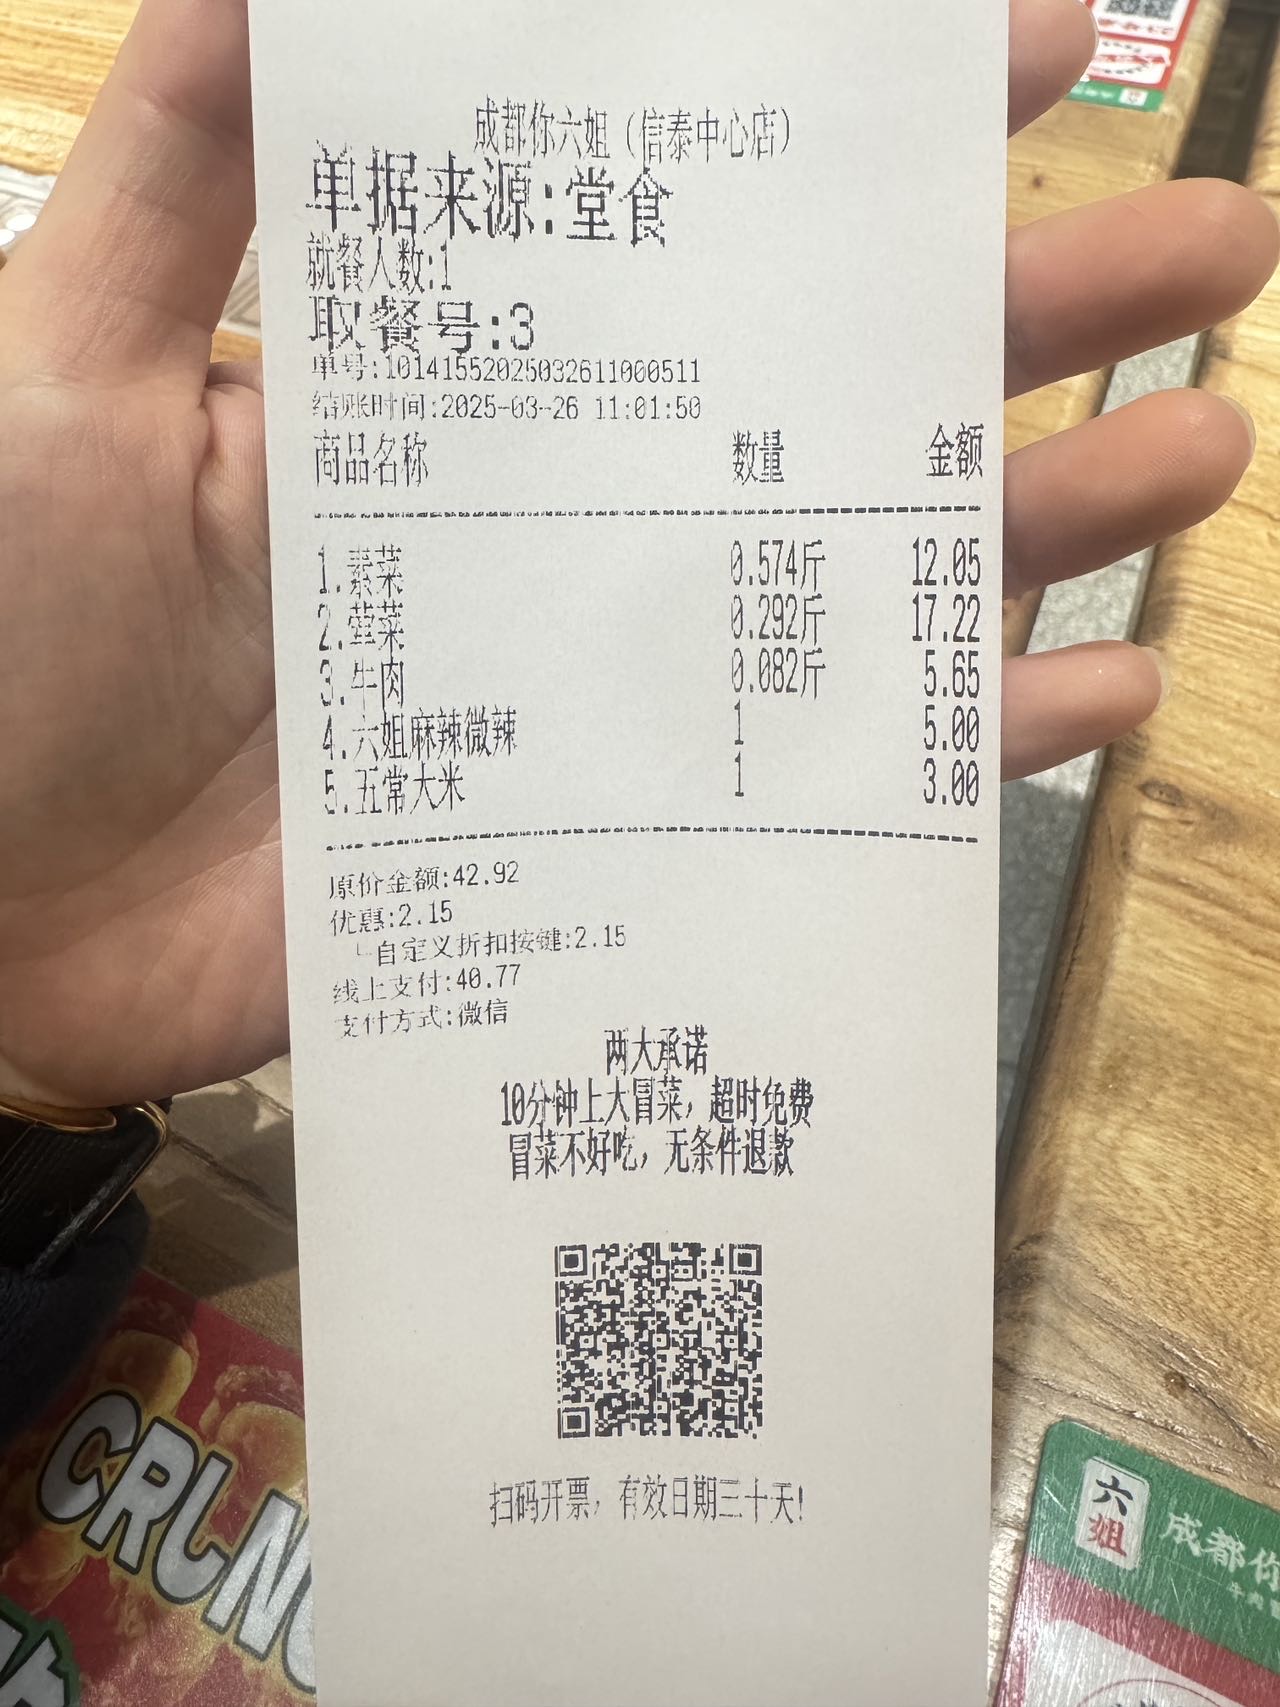 成都你六姐（信泰中心店）
单据来源:堂食
就餐人数:1
取餐号:3
单号:10141552025032611000511
结账时间:2025-03-26 11:01:50
商品名称 数量 金额
1.素菜 0.574斤 12.05
2.荤菜 0.292斤 17.22
3.牛肉 0.082斤 5.65
4.六姐麻辣微辣 1 5.00
5.五常大米 1 3.00
原价金额:42.92
优惠:2.15
└自定义折扣按键:2.15
线上支付:40.77
支付方式:微信
两大承诺
10分钟上大冒菜，超时免费
冒菜不好吃，无条件退款
扫码开票，有效日期三十天!
CRUN
六姐
成都你